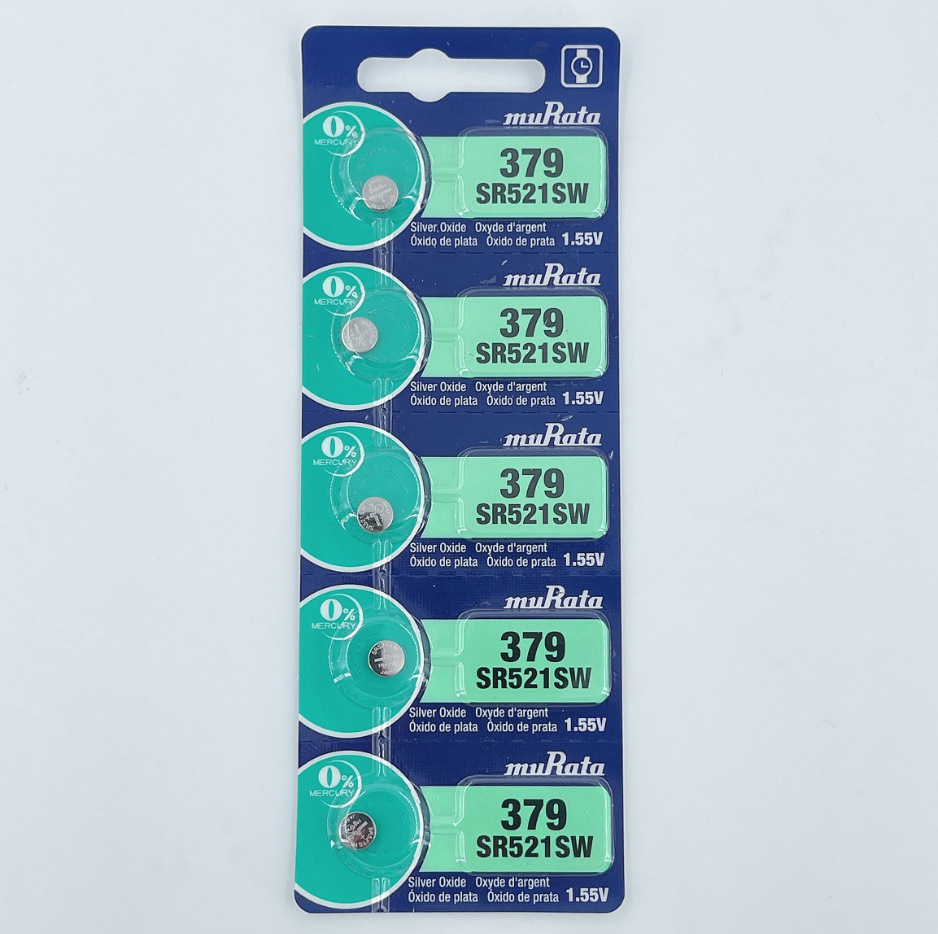 muRata
0%
MERCURY
379
SR521SW
Silver Oxide Oxyde d'argent
Óxido de plata Óxido de prata 1.55V
muRata
0%
MERCURY
379
SR521SW
Silver Oxide Oxyde d'argent
Óxido de plata Óxido de prata 1.55V
muRata
0%
MERCURY
379
SR521SW
Silver Oxide Oxyde d'argent
Óxido de plata Óxido de prata 1.55V
muRata
0%
MERCURY
379
SR521SW
Silver Oxide Oxyde d'argent
Óxido de plata Óxido de prata 1.55V
muRata
0%
MERCURY
379
SR521SW
Silver Oxide Oxyde d'argent
Óxido de plata Óxido de prata 1.55V